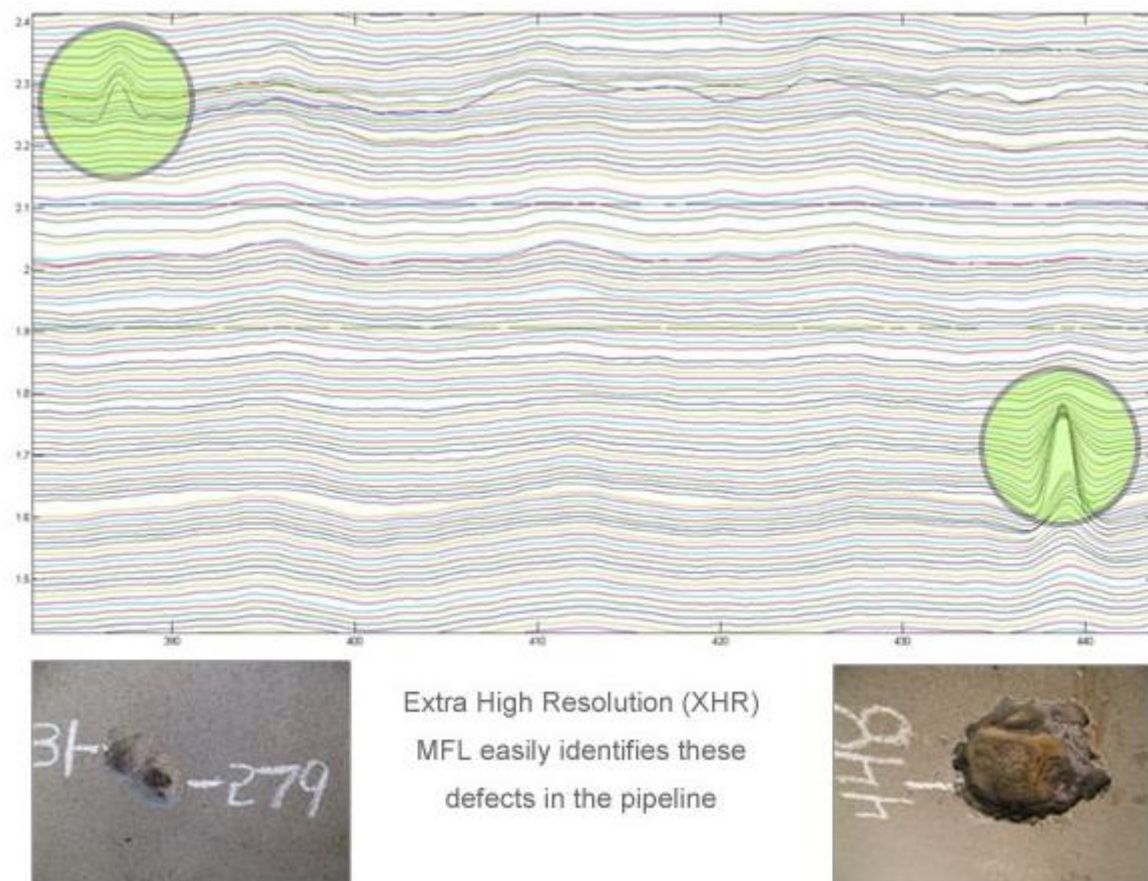 2.4
2.3
2.2
2.1
2
1.9
1.8
1.7
1.6
1.5
390 400 410 420 430 440
31- -279
Extra High Resolution (XHR)
MFL easily identifies these
defects in the pipeline